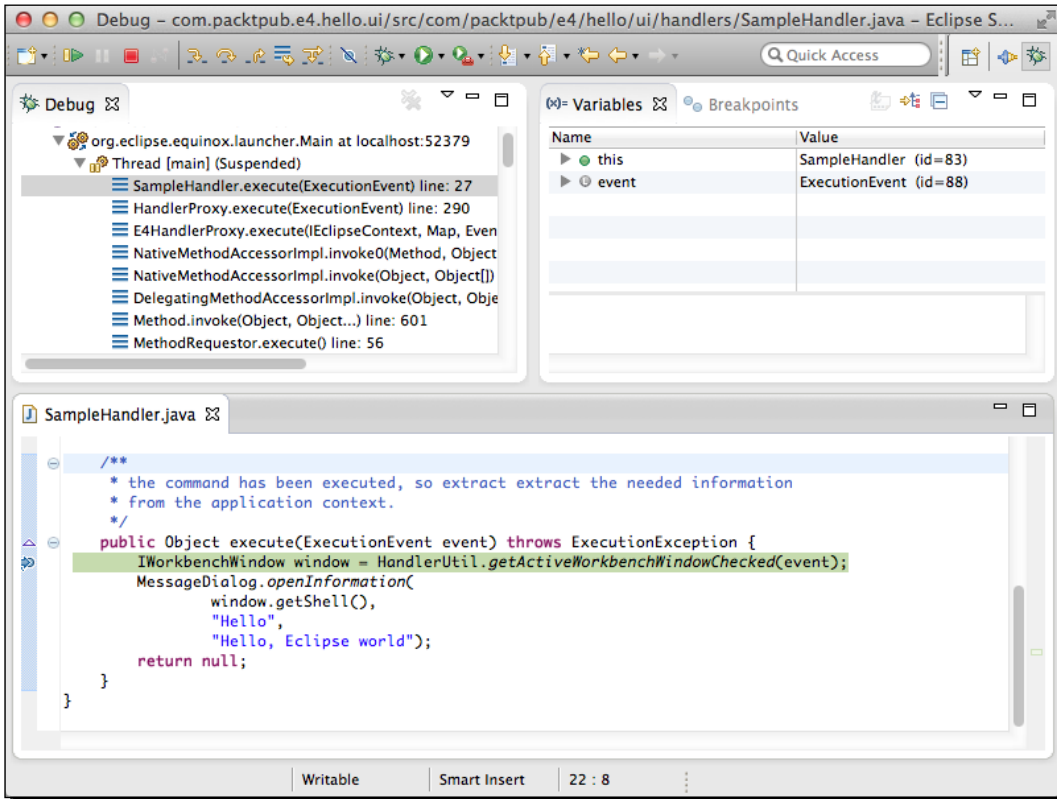 Debug – com.packtpub.e4.hello.ui/src/com/packtpub/e4/hello/ui/handlers/SampleHandler.java – Eclipse S...
Quick Access
Debug
org.eclipse.equinox.launcher.Main at localhost:52379
Thread [main] (Suspended)
SampleHandler.execute(ExecutionEvent) line: 27
HandlerProxy.execute(ExecutionEvent) line: 290
E4HandlerProxy.execute(IEclipseContext, Map, Even
NativeMethodAccessorImpl.invoke0(Method, Object
NativeMethodAccessorImpl.invoke(Object, Object[])
DelegatingMethodAccessorImpl.invoke(Object, Obje
Method.invoke(Object, Object...) line: 601
MethodRequestor.execute() line: 56
(x)= Variables Breakpoints
Name Value
this SampleHandler (id=83)
event ExecutionEvent (id=88)
SampleHandler.java
/**
* the command has been executed, so extract extract the needed information
* from the application context.
*/
public Object execute(ExecutionEvent event) throws ExecutionException {
IWorkbenchWindow window = HandlerUtil.getActiveWorkbenchWindowChecked(event);
MessageDialog.openInformation(
window.getShell(),
"Hello",
"Hello, Eclipse world");
return null;
}
}
Writable Smart Insert 22 : 8